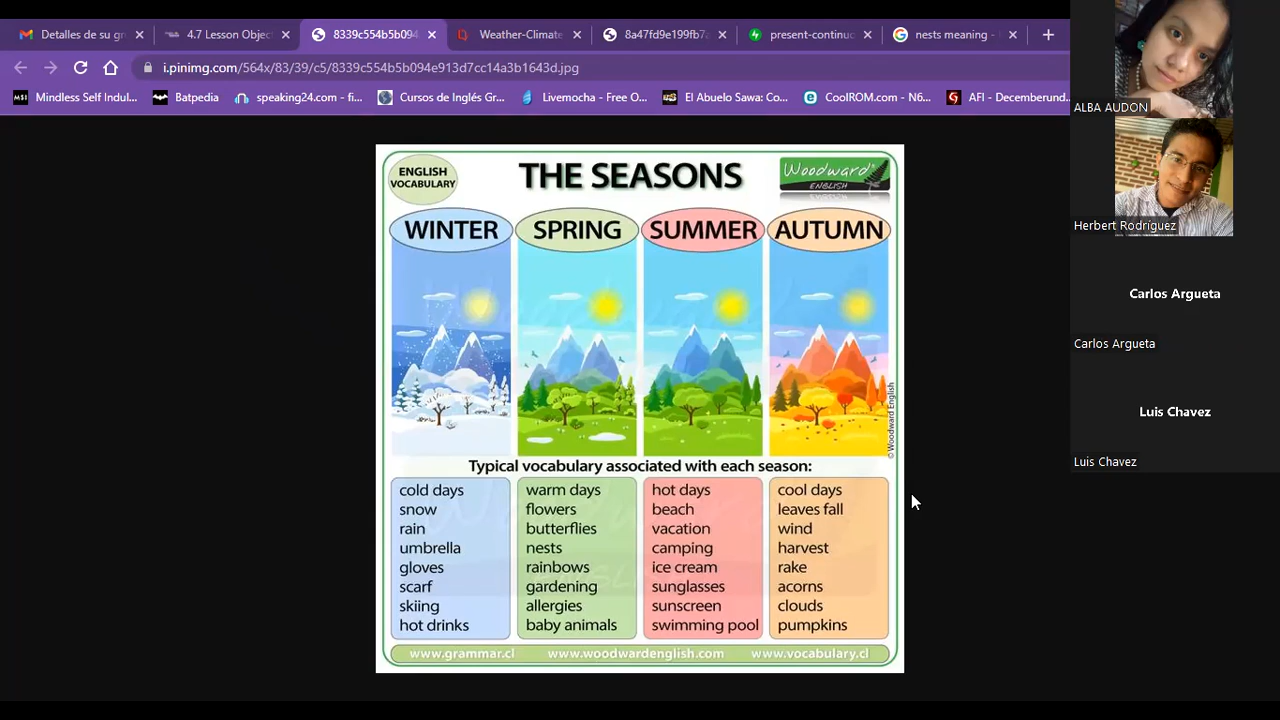 Detalles de su gn
4.7 Lesson Objec
8339c554b5b094
Weather-Climate
8a47fd9e199fb7
present-continuo
nests meaning -
i.pinimg.com/564x/83/39/c5/8339c554b5b094e913d7cc14a3b1643d.jpg
MSI Mindless Self Indul...
Batpedia
speaking24.com - fi...
Cursos de Inglés Gr...
Livemocha - Free O...
El Abuelo Sawa: Co...
CoolROM.com - N6...
AFI - Decemberund...
ENGLISH
VOCABULARY
THE SEASONS
Woodward®
ENGLISH
WINTER SPRING SUMMER AUTUMN
© Woodward English
Typical vocabulary associated with each season:
cold days
snow
rain
umbrella
gloves
scarf
skiing
hot drinks
warm days
flowers
butterflies
nests
rainbows
gardening
allergies
baby animals
hot days
beach
vacation
camping
ice cream
sunglasses
sunscreen
swimming pool
cool days
leaves fall
wind
harvest
rake
acorns
clouds
pumpkins
www.grammar.cl www.woodwardenglish.com www.vocabulary.cl
ALBA AUDON
Herbert Rodríguez
Carlos Argueta
Carlos Argueta
Luis Chavez
Luis Chavez